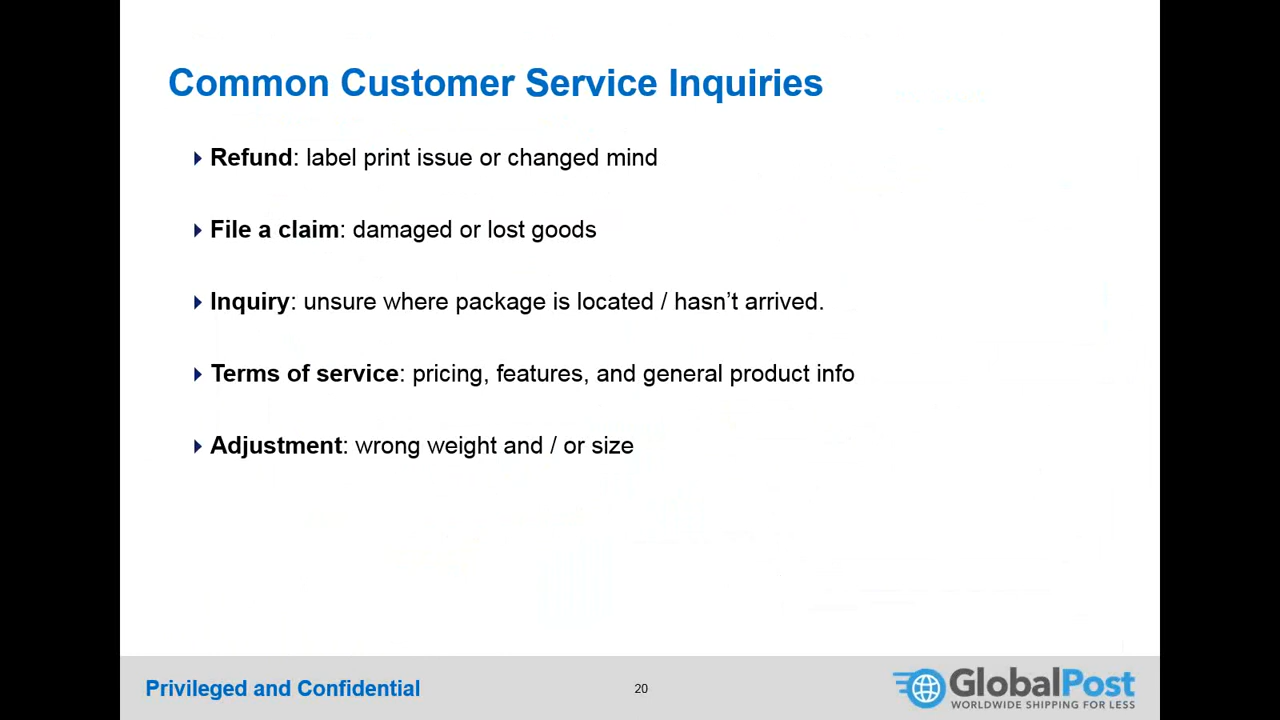 Common Customer Service Inquiries
Refund: label print issue or changed mind
File a claim: damaged or lost goods
Inquiry: unsure where package is located / hasn’t arrived.
Terms of service: pricing, features, and general product info
Adjustment: wrong weight and / or size
Privileged and Confidential
20
GlobalPost
WORLDWIDE SHIPPING FOR LESS